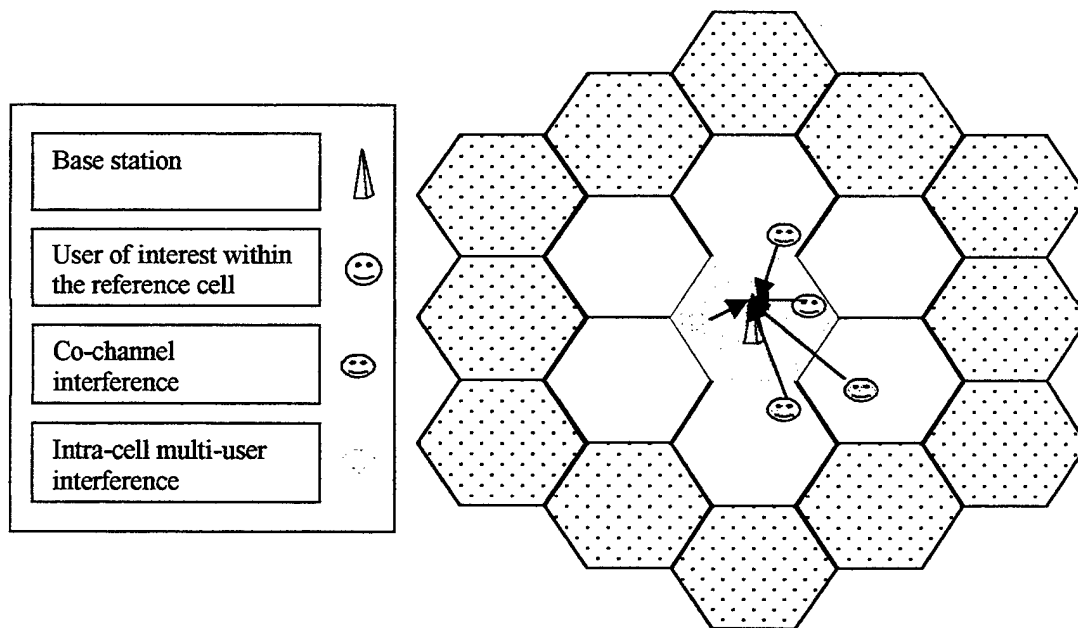 Base station
User of interest within
the reference cell
Co-channel
interference
Intra-cell multi-user
interference